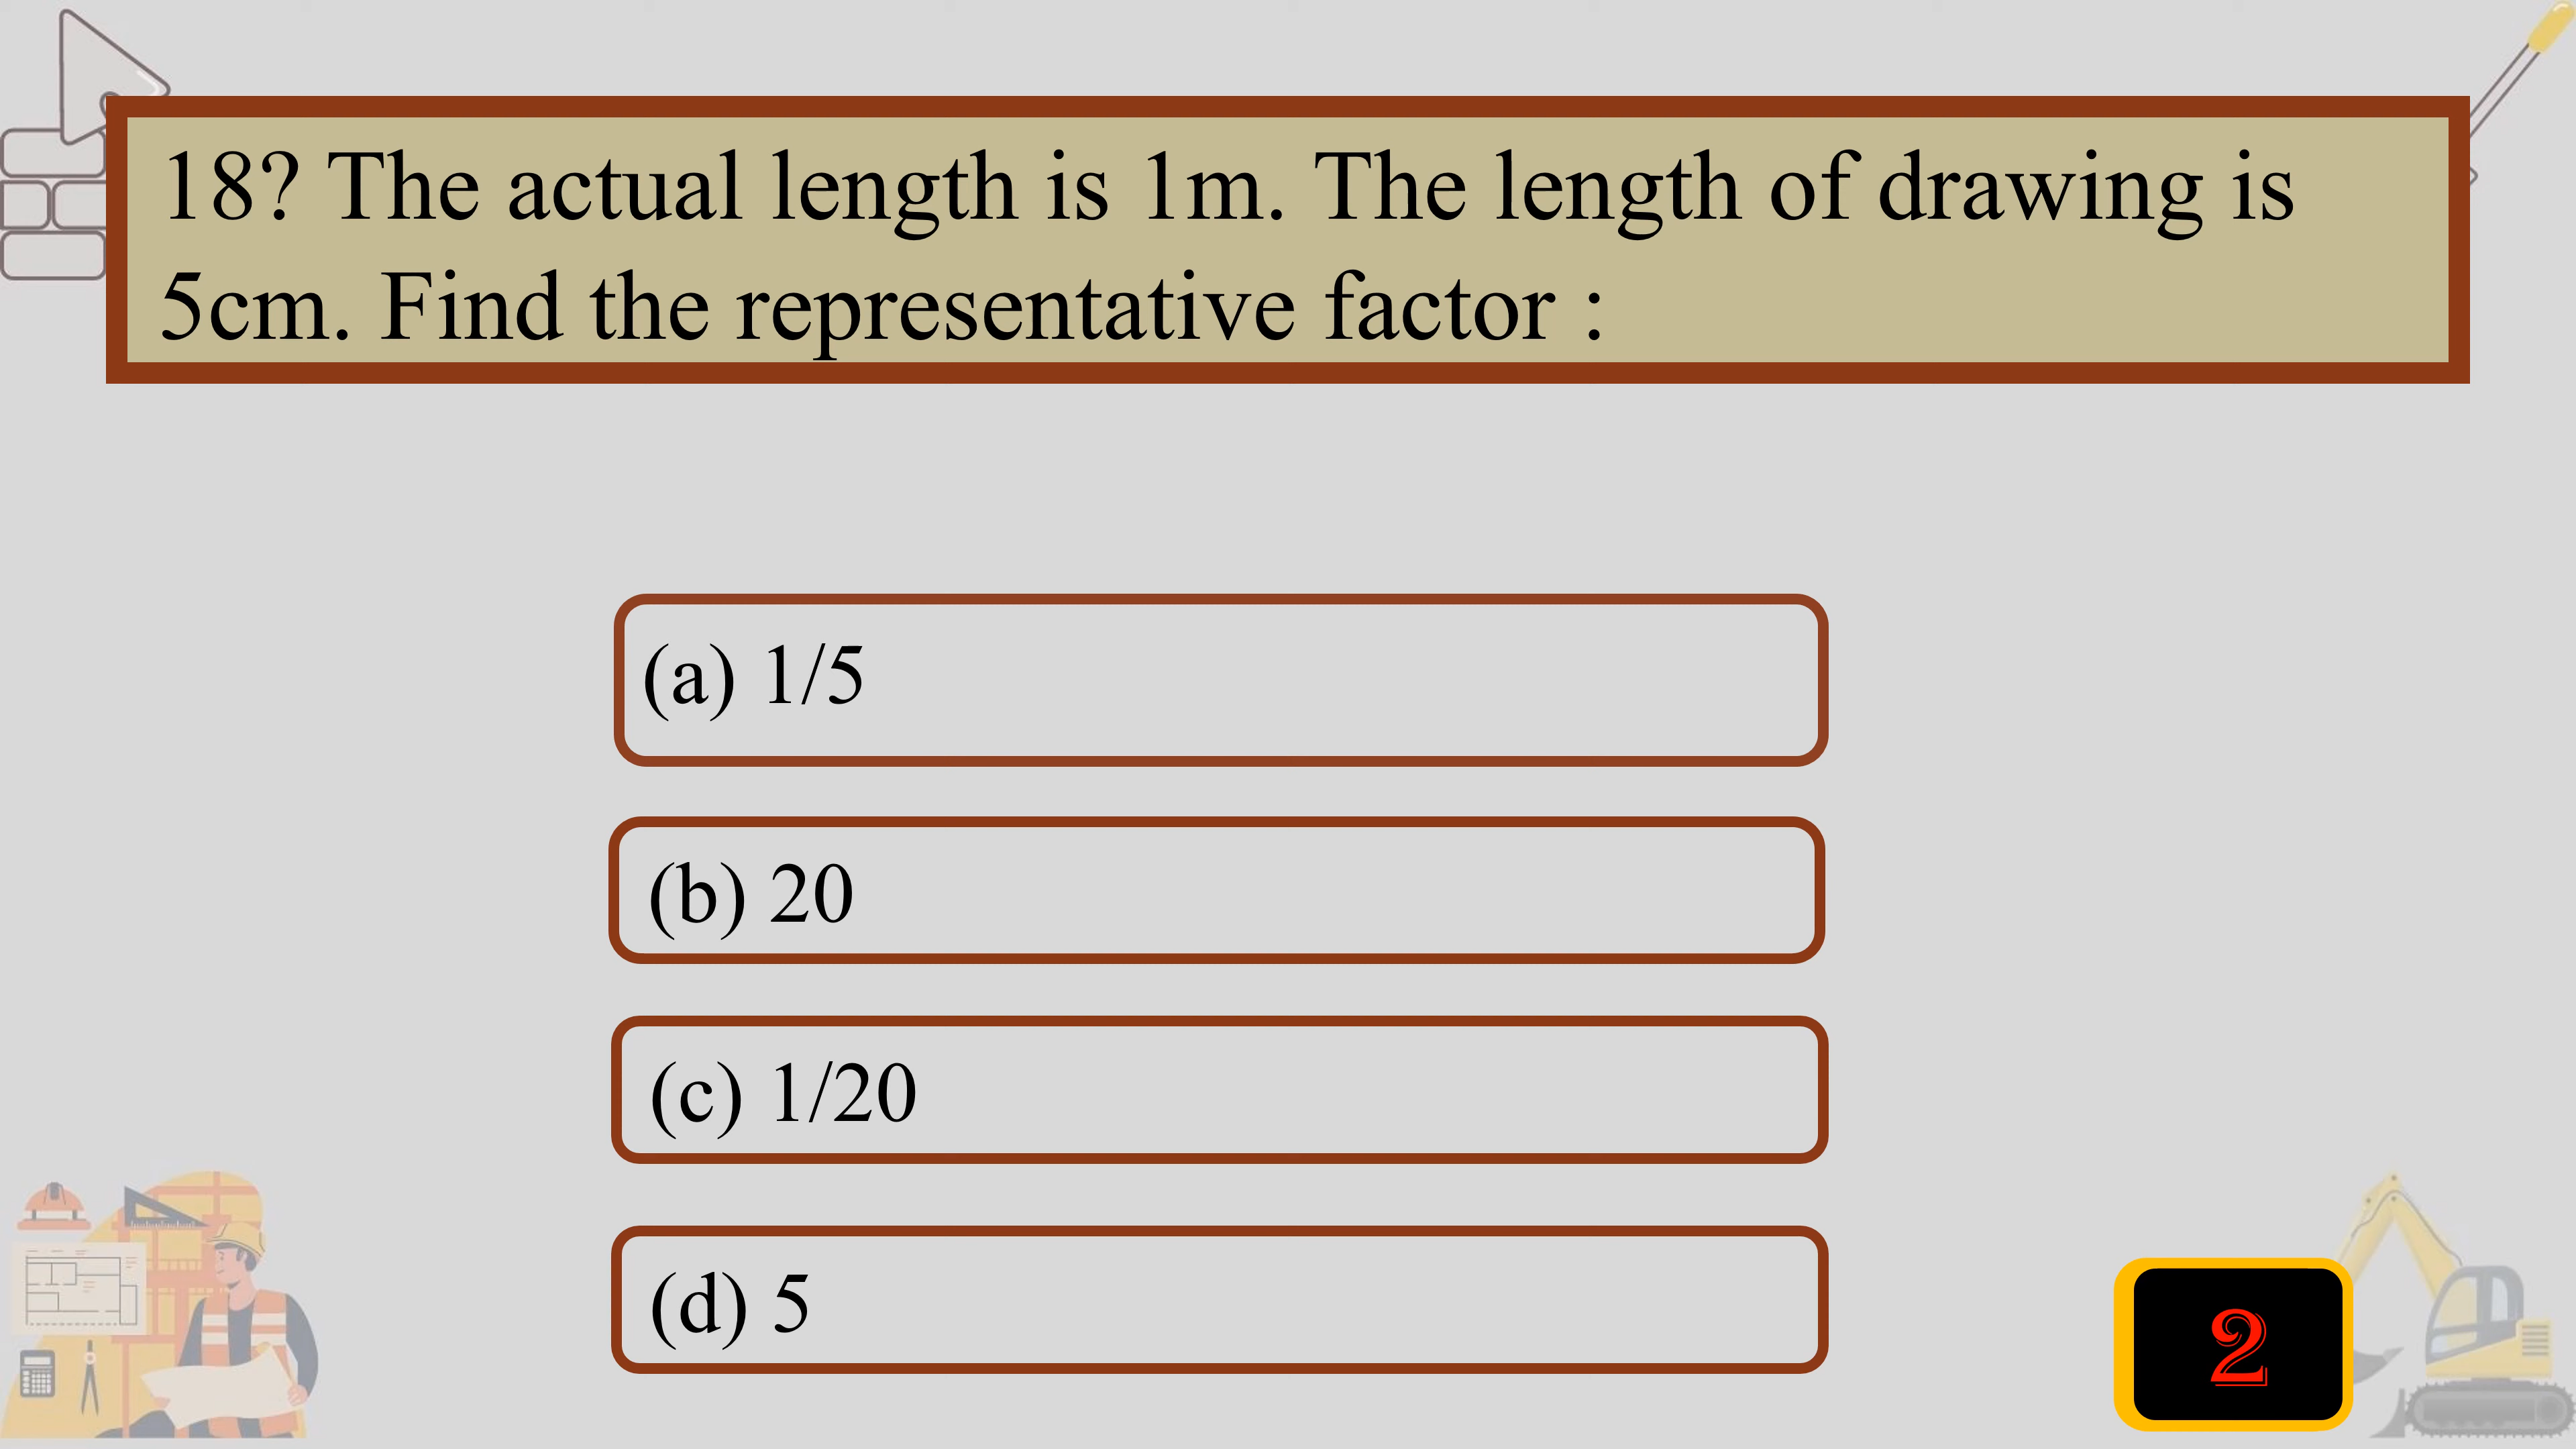 18? The actual length is 1m. The length of drawing is
5cm. Find the representative factor :
(a) 1/5
(b) 20
(c) 1/20
(d) 5
2